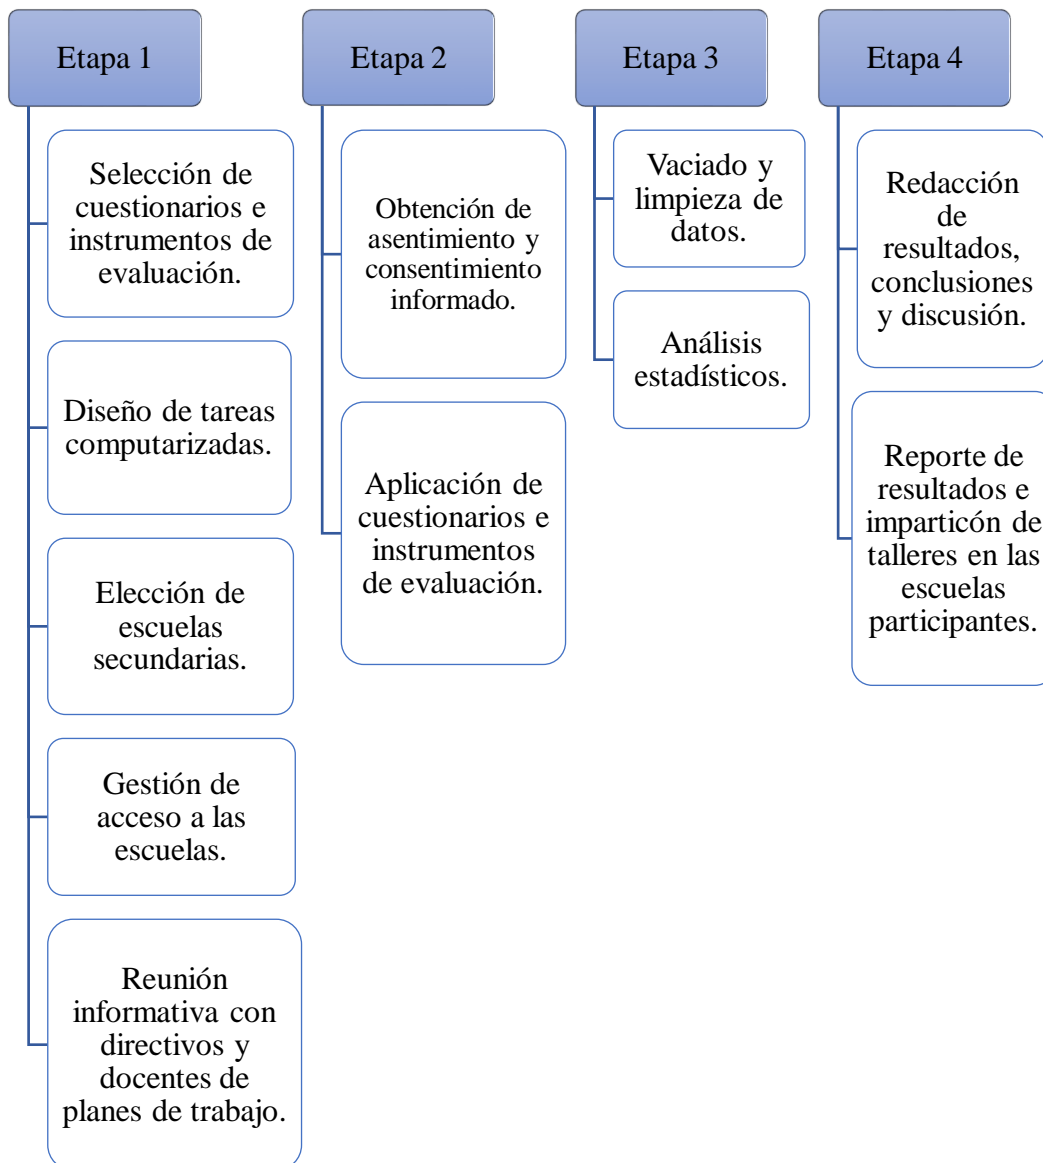 Etapa 1
Selección de
cuestionarios e
instrumentos de
evaluación.
Diseño de tareas
computarizadas.
Elección de
escuelas
secundarias.
Gestión de
acceso a las
escuelas.
Reunión
informativa con
directivos y
docentes de
planes de trabajo.
Etapa 2
Obtención de
asentimiento y
consentimiento
informado.
Aplicación de
cuestionarios e
instrumentos
de evaluación.
Etapa 3
Vaciado y
limpieza de
datos.
Análisis
estadísticos.
Etapa 4
Redacción
de
resultados,
conclusiones
y discusión.
Reporte de
resultados e
imparticón de
talleres en las
escuelas
participantes.